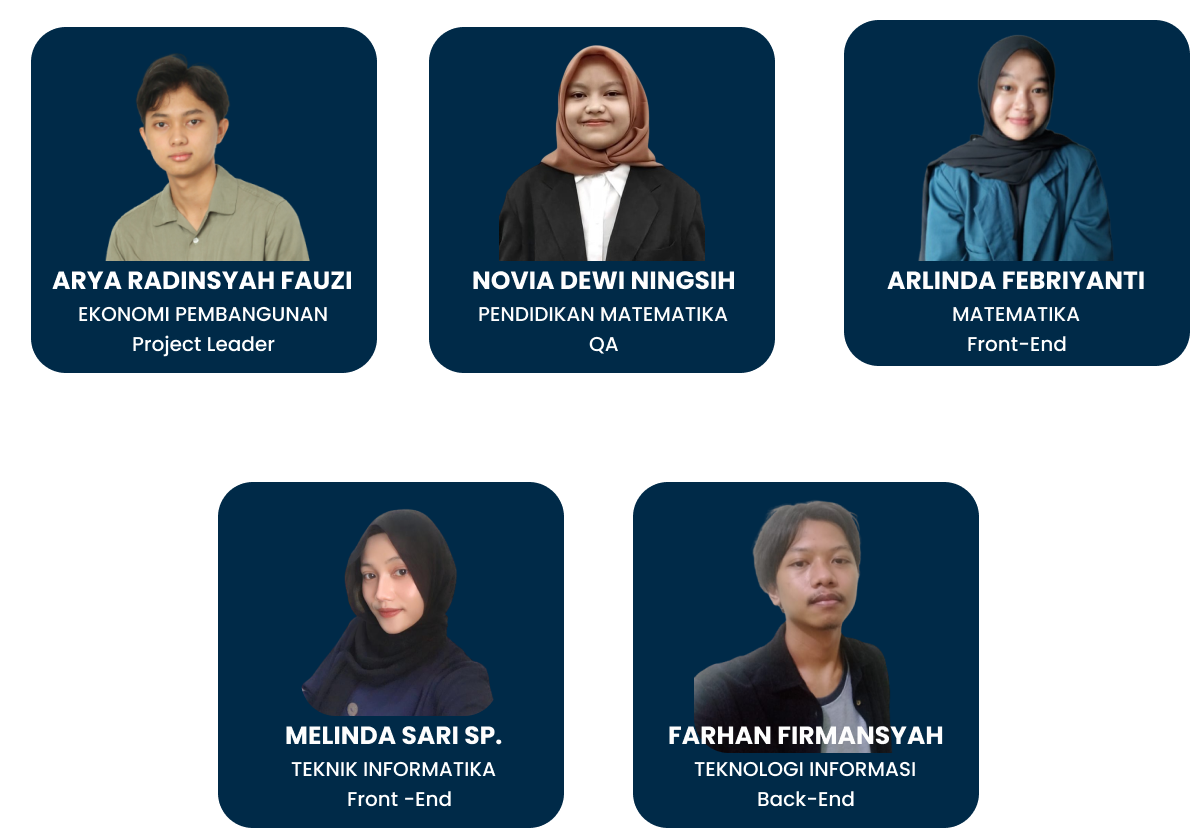 ARYA RADINSYAH FAUZI
EKONOMI PEMBANGUNAN
Project Leader
NOVIA DEWI NINGSIH
PENDIDIKAN MATEMATIKA
QA
ARLINDA FEBRIYANTI
MATEMATIKA
Front-End
MELINDA SARI SP.
TEKNIK INFORMATIKA
Front -End
FARHAN FIRMANSYAH
TEKNOLOGI INFORMASI
Back-End